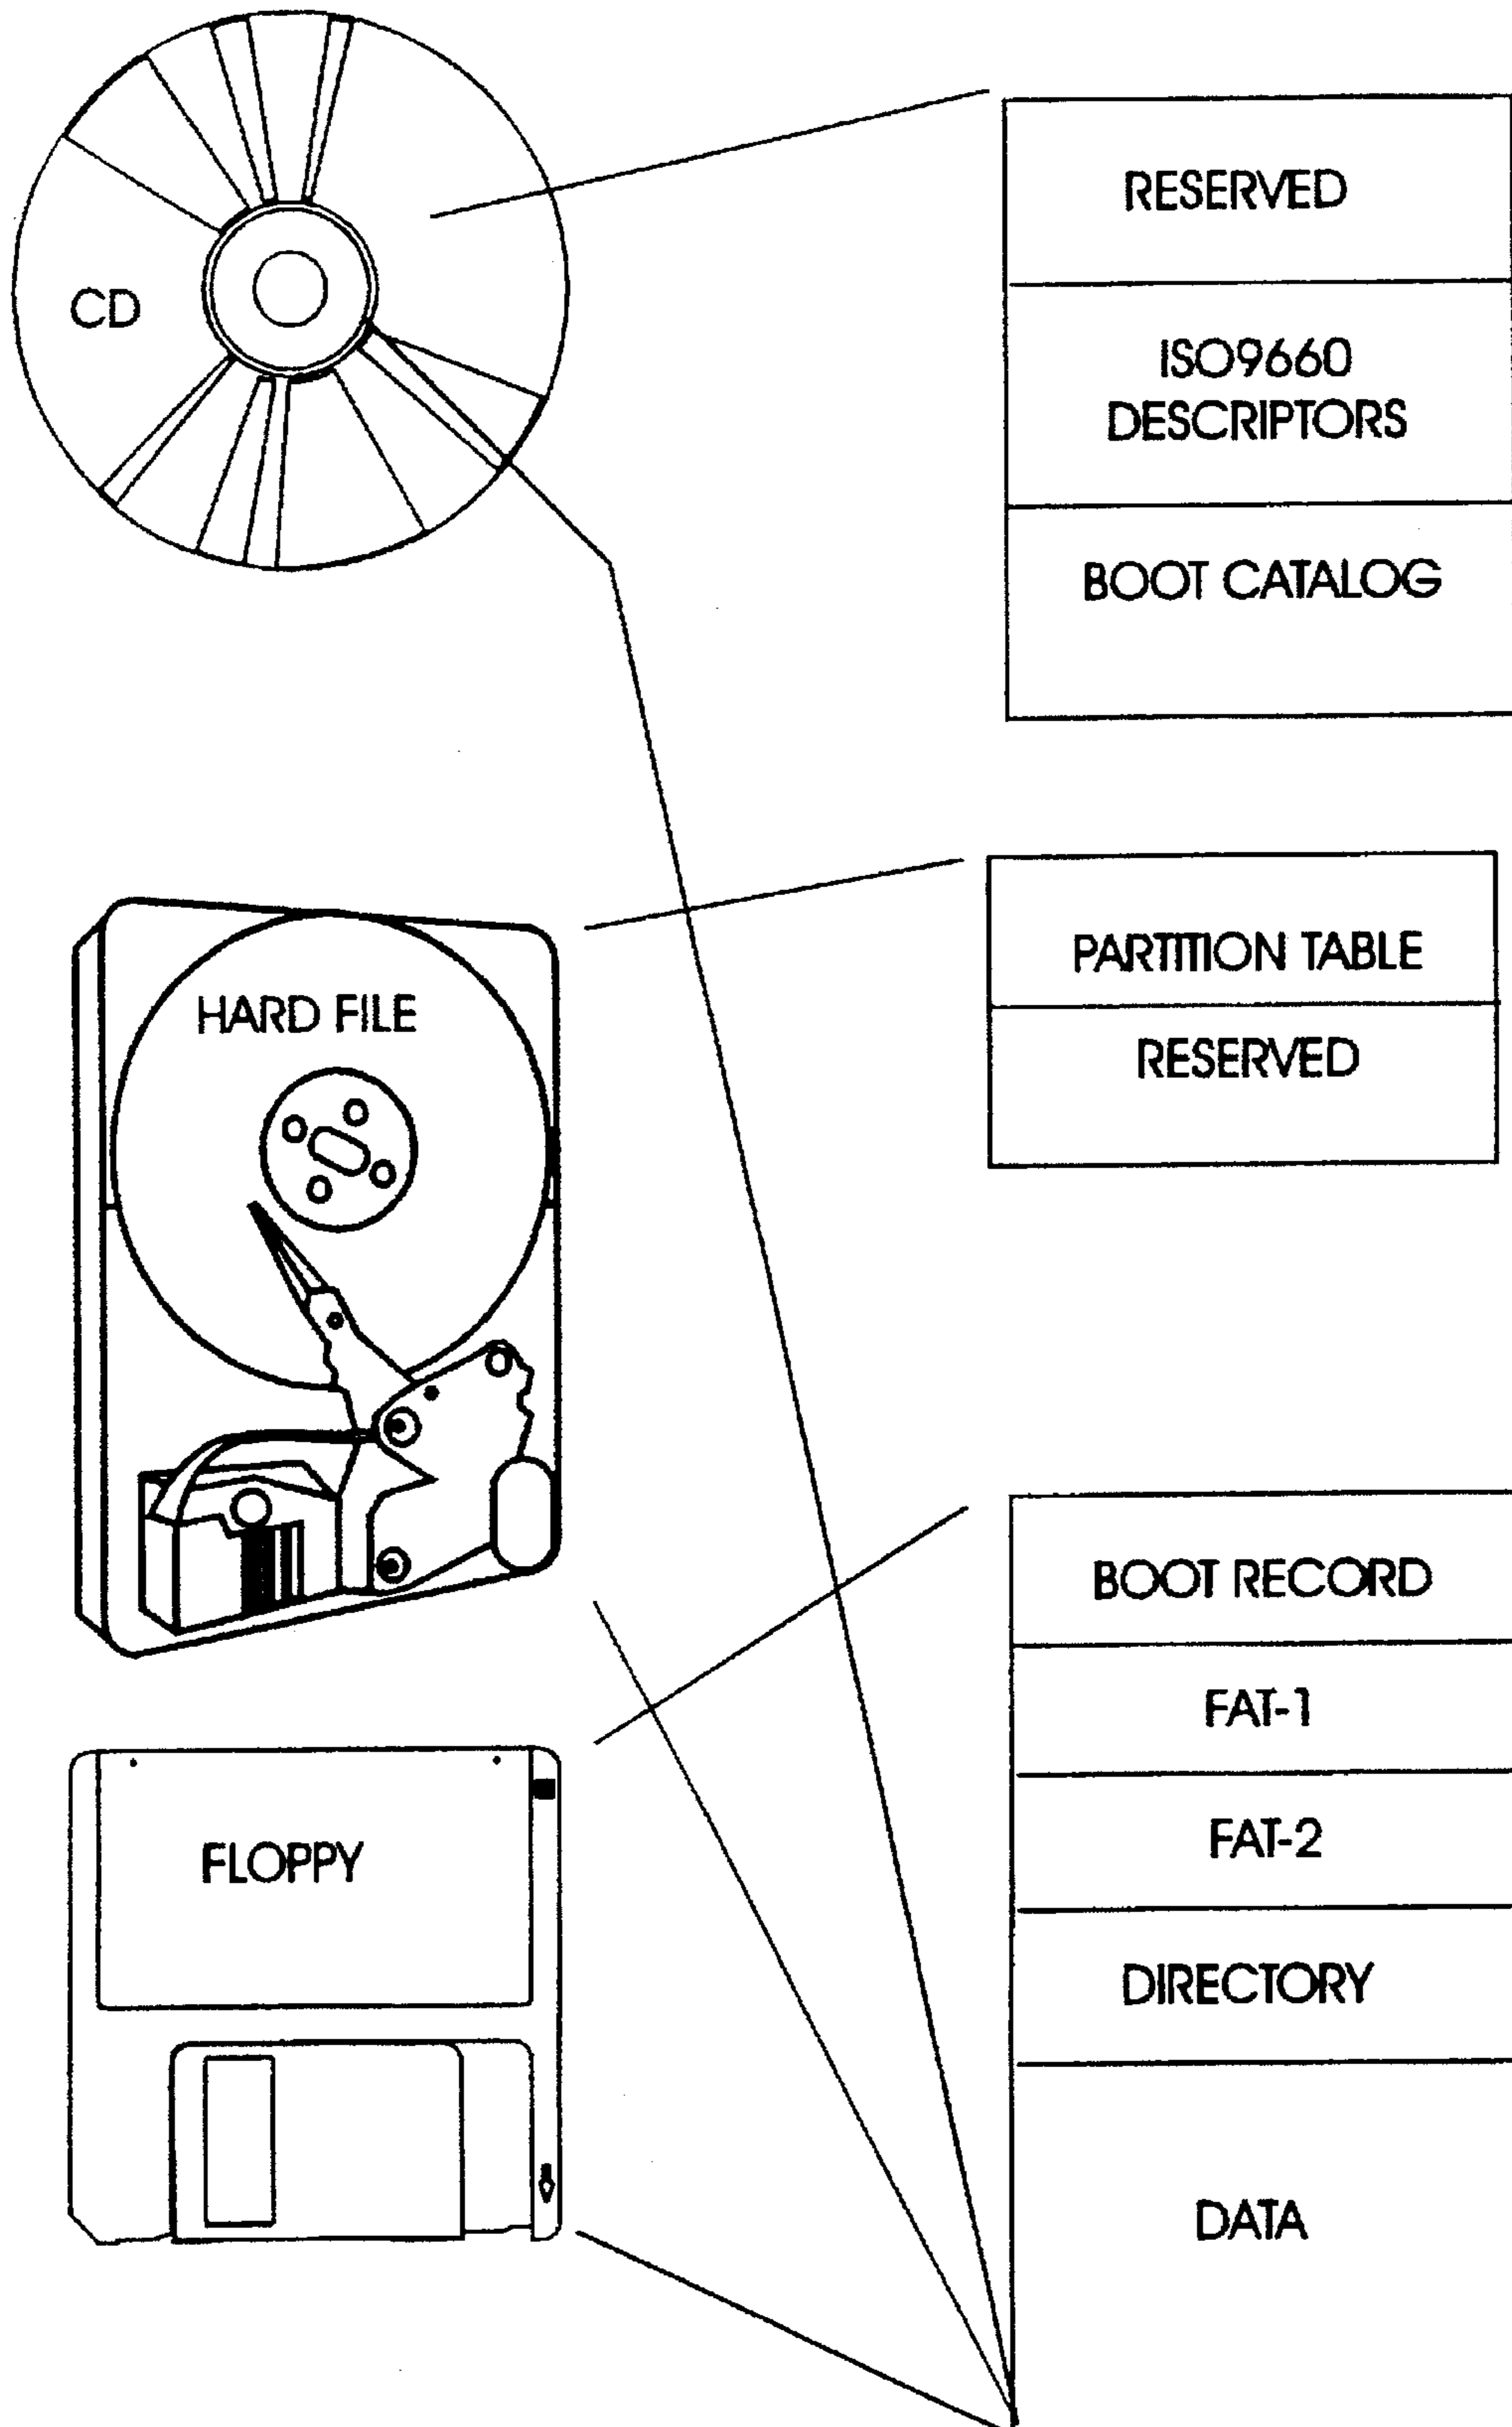 CD
RESERVED
ISO9660
DESCRIPTORS
BOOT CATALOG
HARD FILE
PARTITION TABLE
RESERVED
FLOPPY
BOOT RECORD
FAT-1
FAT-2
DIRECTORY
DATA